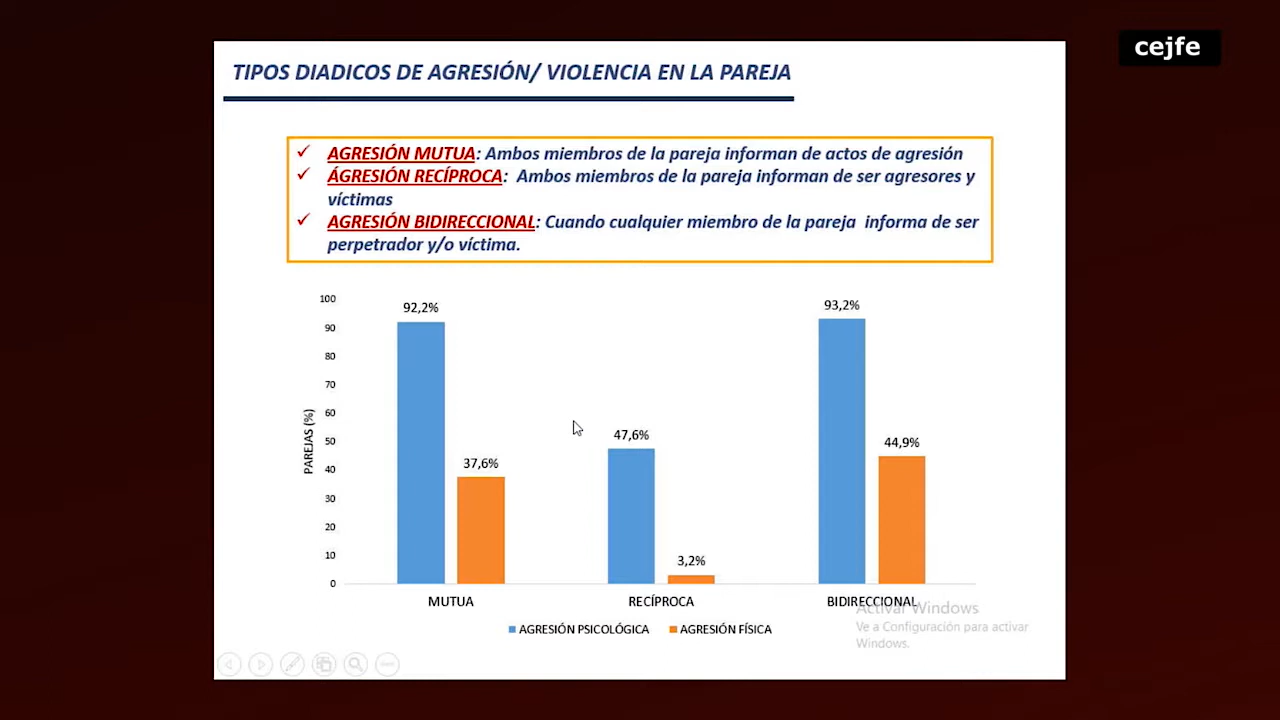 cejfe
TIPOS DIADICOS DE AGRESIÓN/ VIOLENCIA EN LA PAREJA
✓ AGRESIÓN MUTUA: Ambos miembros de la pareja informan de actos de agresión
✓ ÁGRESIÓN RECÍPROCA: Ambos miembros de la pareja informan de ser agresores y
víctimas
✓ AGRESIÓN BIDIRECCIONAL: Cuando cualquier miembro de la pareja informa de ser
perpetrador y/o víctima.
PAREJAS (%)
100
90
80
70
60
50
40
30
20
10
0
92,2%
37,6%
47,6%
3,2%
93,2%
44,9%
MUTUA
RECÍPROCA
BIDIRECCIONAL
AGRESIÓN PSICOLÓGICA
AGRESIÓN FÍSICA
Activar Windows
Ve a Configuración para activar
Windows.